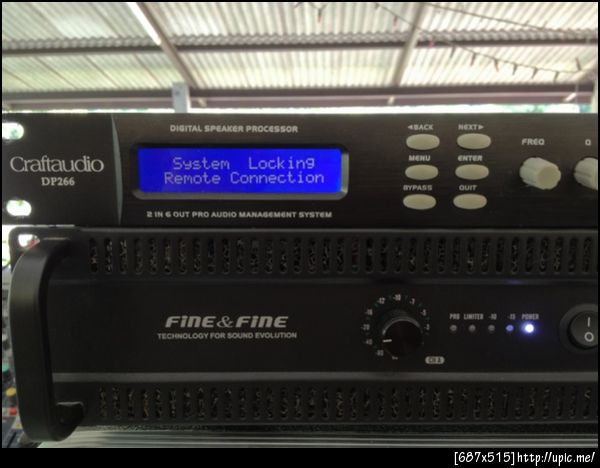 DIGITAL SPEAKER PROCESSOR
Craftaudio
DP266
System Locking
Remote Connection
2 IN 6 OUT PRO AUDIO MANAGEMENT SYSTEM
◄BACK NEXT►
MENU ENTER
BYPASS QUIT
FREQ Q
FINE & FINE
TECHNOLOGY FOR SOUND EVOLUTION
PRO LIMITER -10 -15 POWER
CH A
I
O
[687x515]http://upic.me/